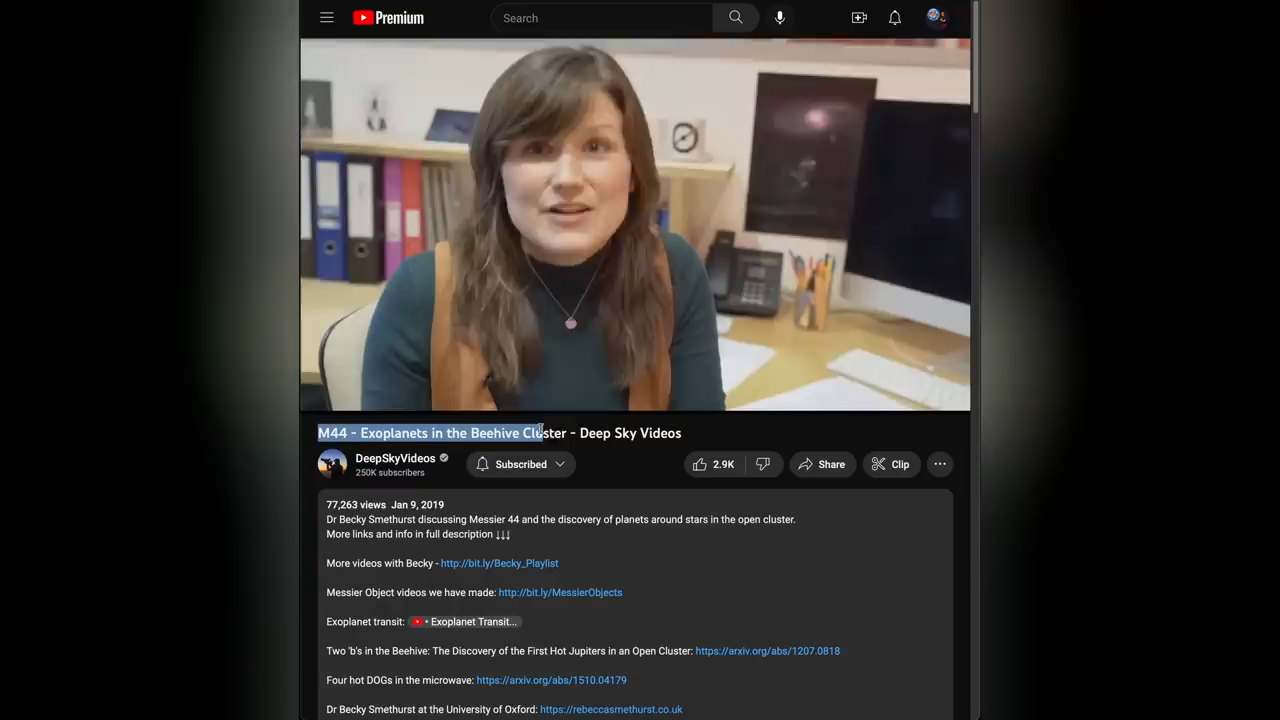 Premium
Search
M44 - Exoplanets in the Beehive Cluster - Deep Sky Videos
DeepSkyVideos
250K subscribers
Subscribed
2.9K
Share
Clip
77,263 views Jan 9, 2019
Dr Becky Smethurst discussing Messier 44 and the discovery of planets around stars in the open cluster.
More links and info in full description ↓↓↓
More videos with Becky - http://bit.ly/Becky_Playlist
Messier Object videos we have made: http://bit.ly/MessierObjects
Exoplanet transit: • Exoplanet Transit...
Two 'b's in the Beehive: The Discovery of the First Hot Jupiters in an Open Cluster: https://arxiv.org/abs/1207.0818
Four hot DOGs in the microwave: https://arxiv.org/abs/1510.04179
Dr Becky Smethurst at the University of Oxford: https://rebeccasmethurst.co.uk